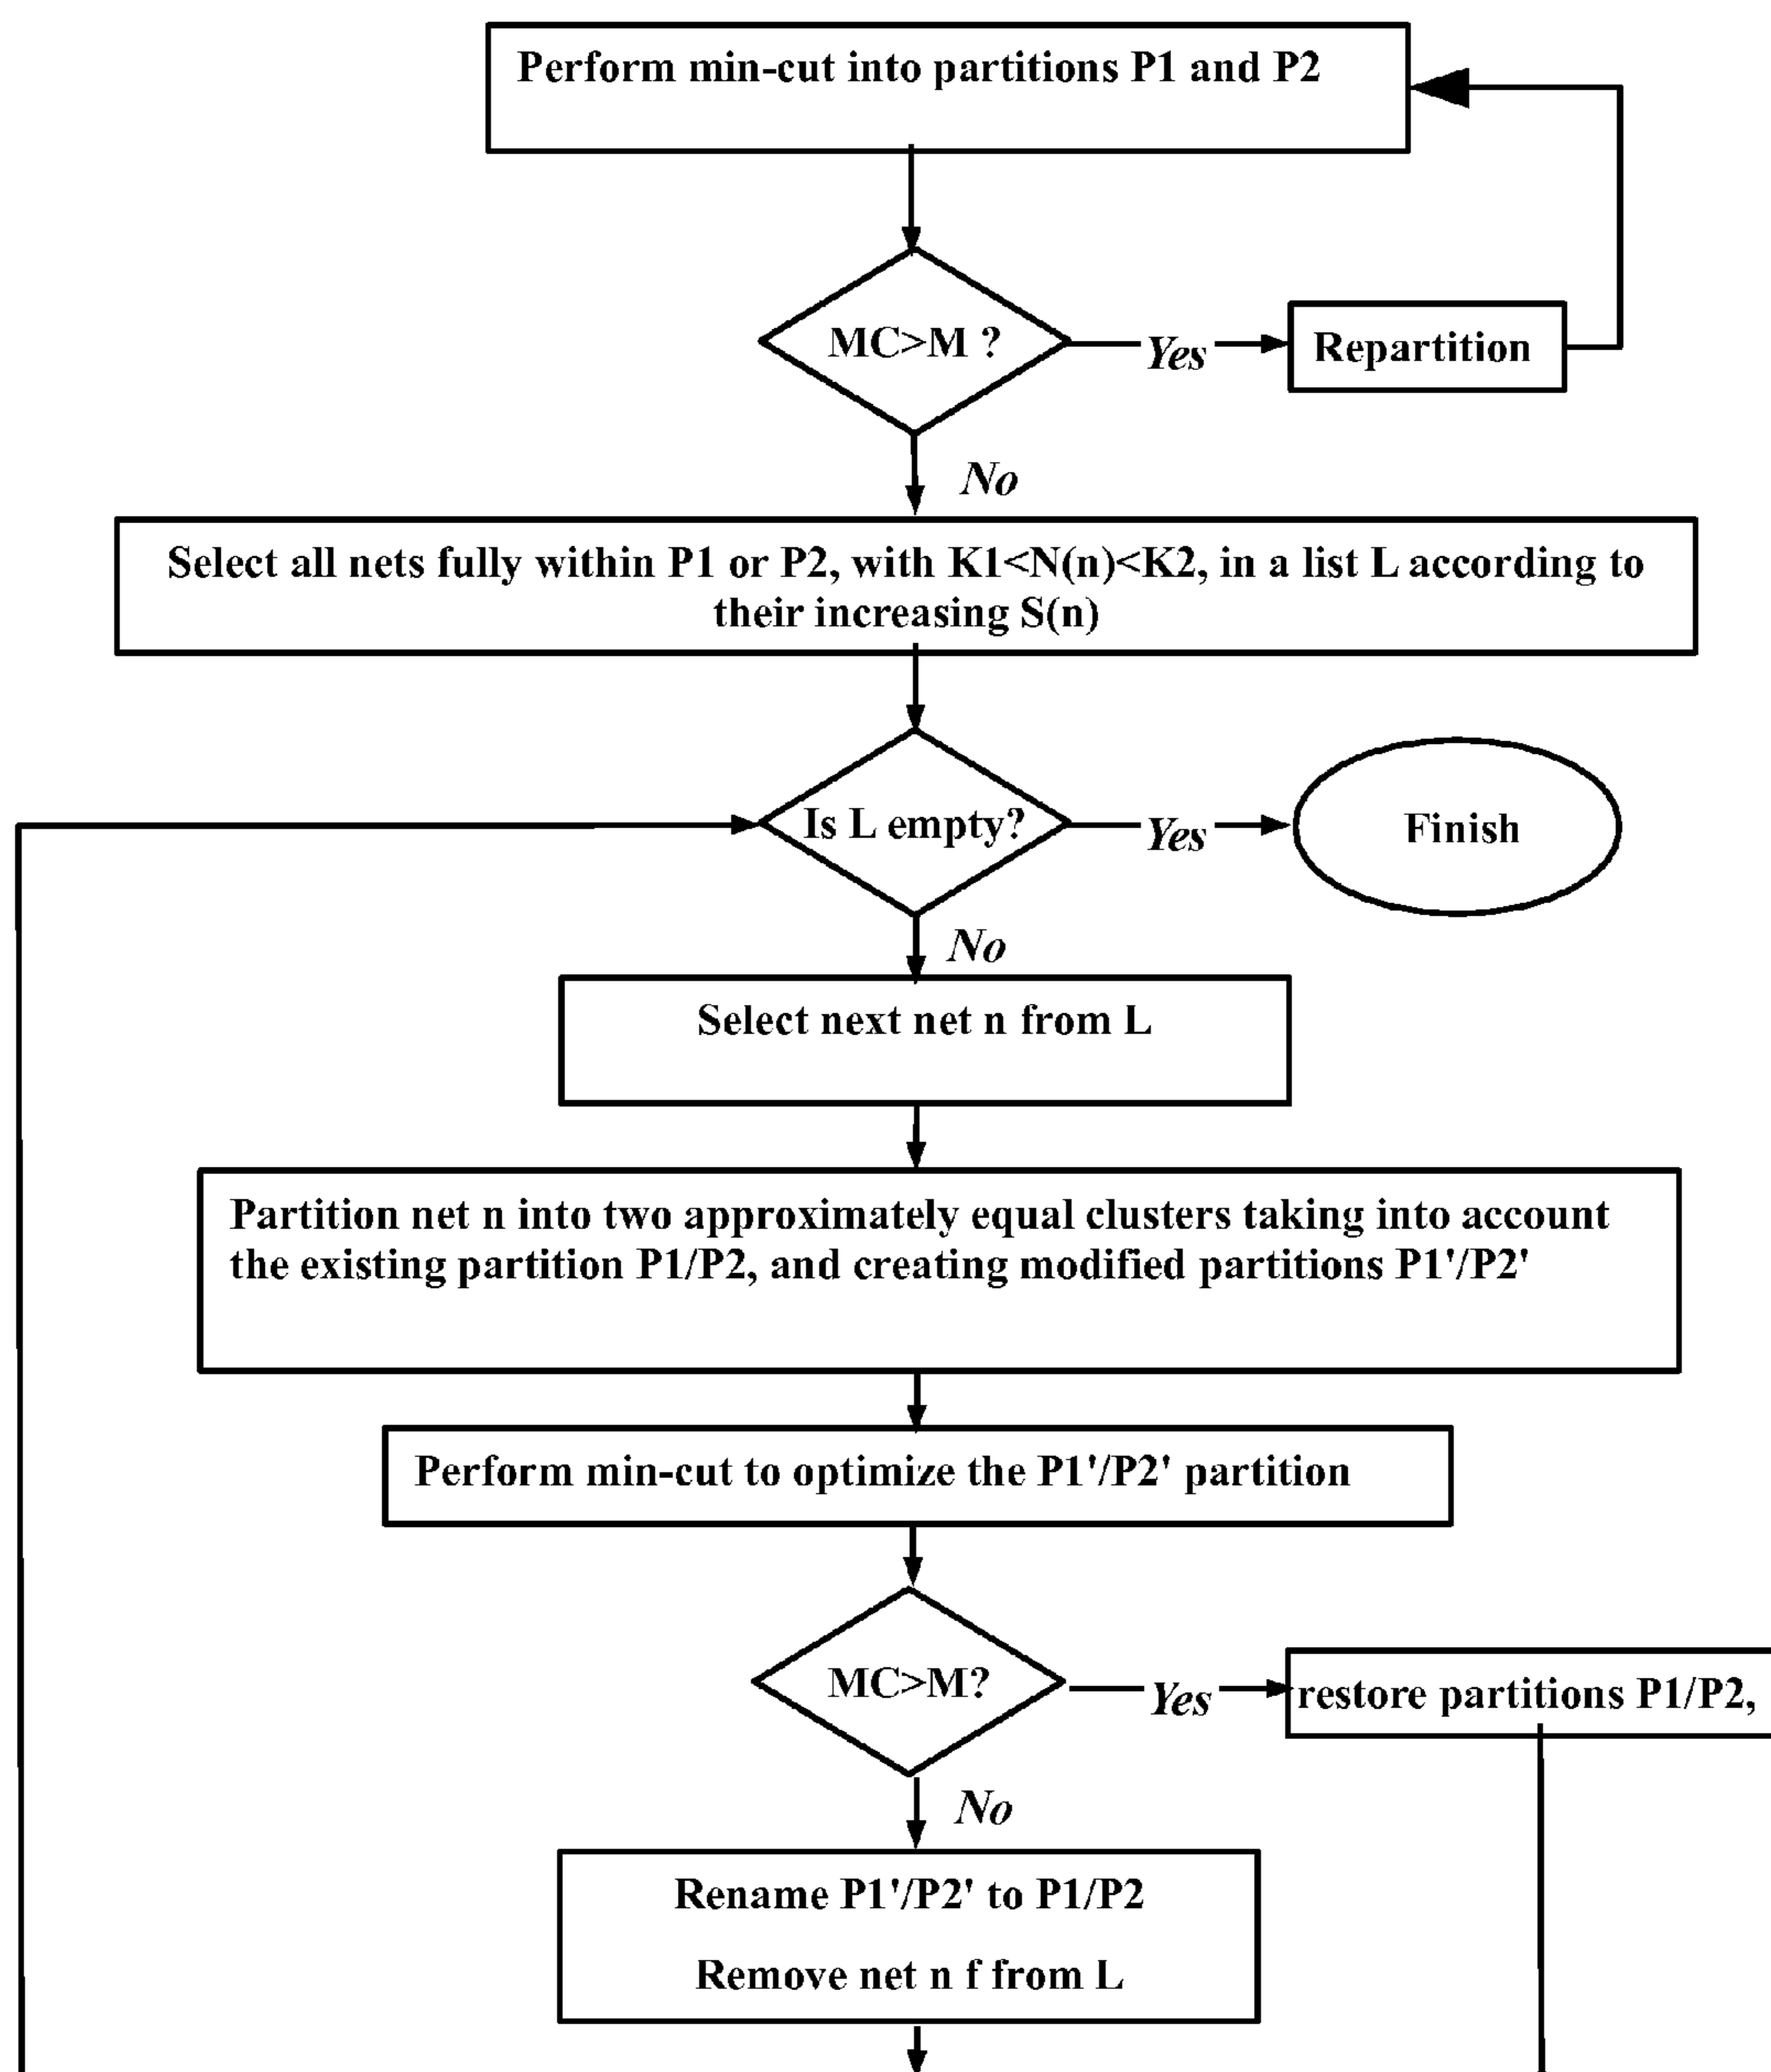 Perform min-cut into partitions P1 and P2
MC>M ?
Yes
Repartition
No
Select all nets fully within P1 or P2, with K1<N(n)<K2, in a list L according to
their increasing S(n)
Is L empty?
Yes
Finish
No
Select next net n from L
Partition net n into two approximately equal clusters taking into account
the existing partition P1/P2, and creating modified partitions P1'/P2'
Perform min-cut to optimize the P1'/P2' partition
MC>M?
Yes
restore partitions P1/P2,
No
Rename P1'/P2' to P1/P2
Remove net n f from L